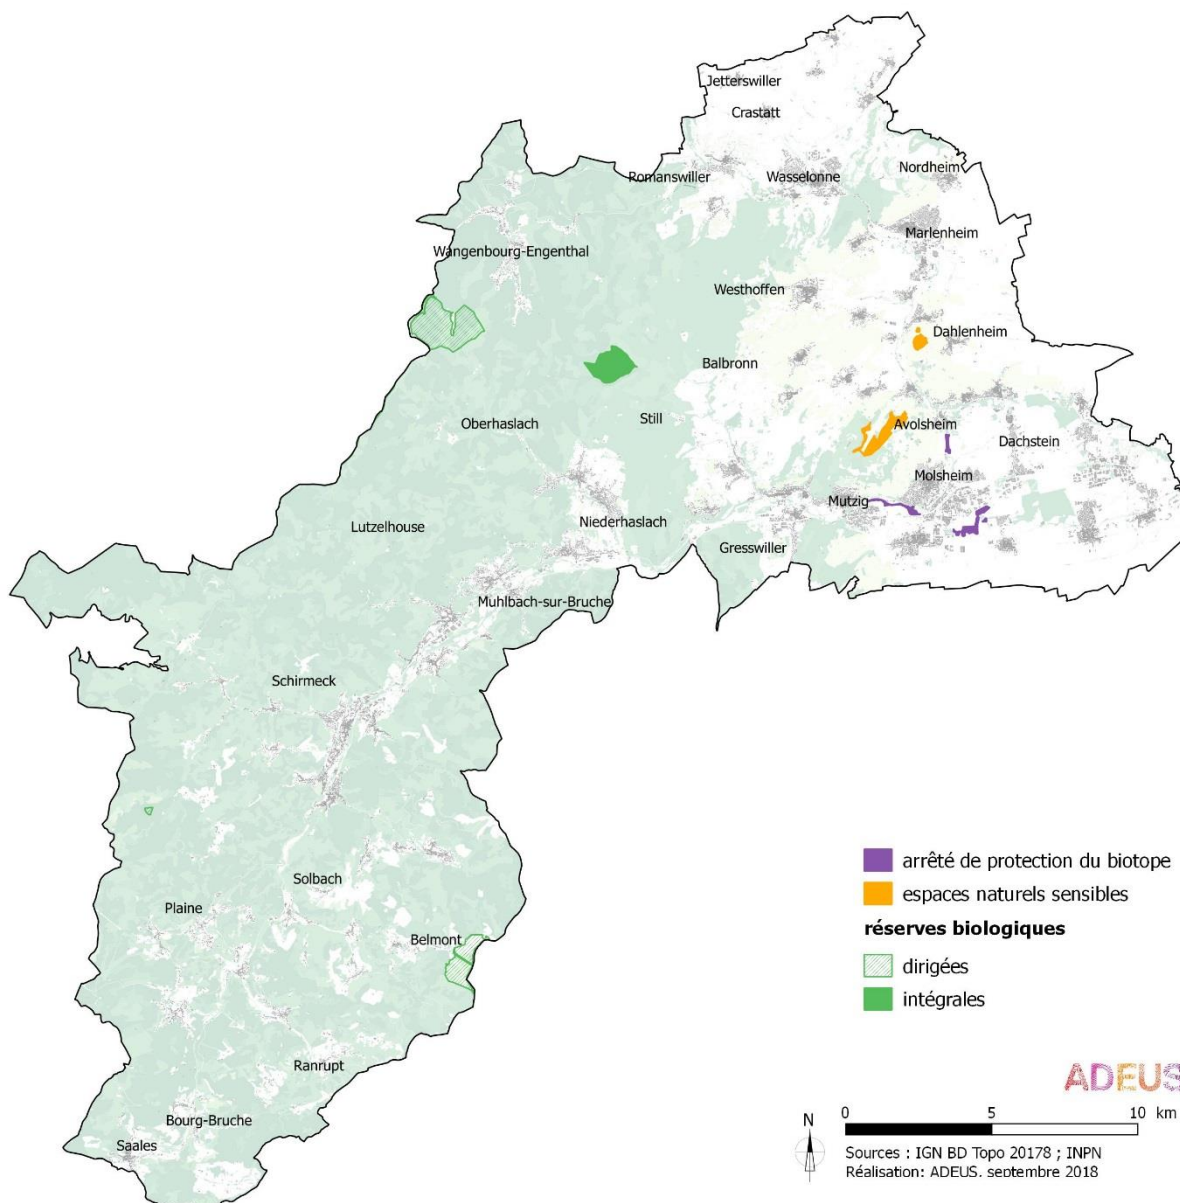 Jetterswiller
Crastatt
Romanswiller
Wasselonne
Nordheim
Marlenheim
Wangenbourg-Engenthal
Westhoffen
Dahlenheim
Balbronn
Oberhaslach
Still
Avolsheim
Dachstein
Molsheim
Mutzig
Lutzelhouse
Niederhaslach
Gresswiller
Muhlbach-sur-Bruche
Schirmeck
Solbach
Plaine
Belmont
Ranrupt
Bourg-Bruche
Saales
arrêté de protection du biotope
espaces naturels sensibles
réserves biologiques
dirigées
intégrales
ADEUS
N
0 5 10 km
Sources : IGN BD Topo 20178 ; INPN
Réalisation: ADEUS, septembre 2018